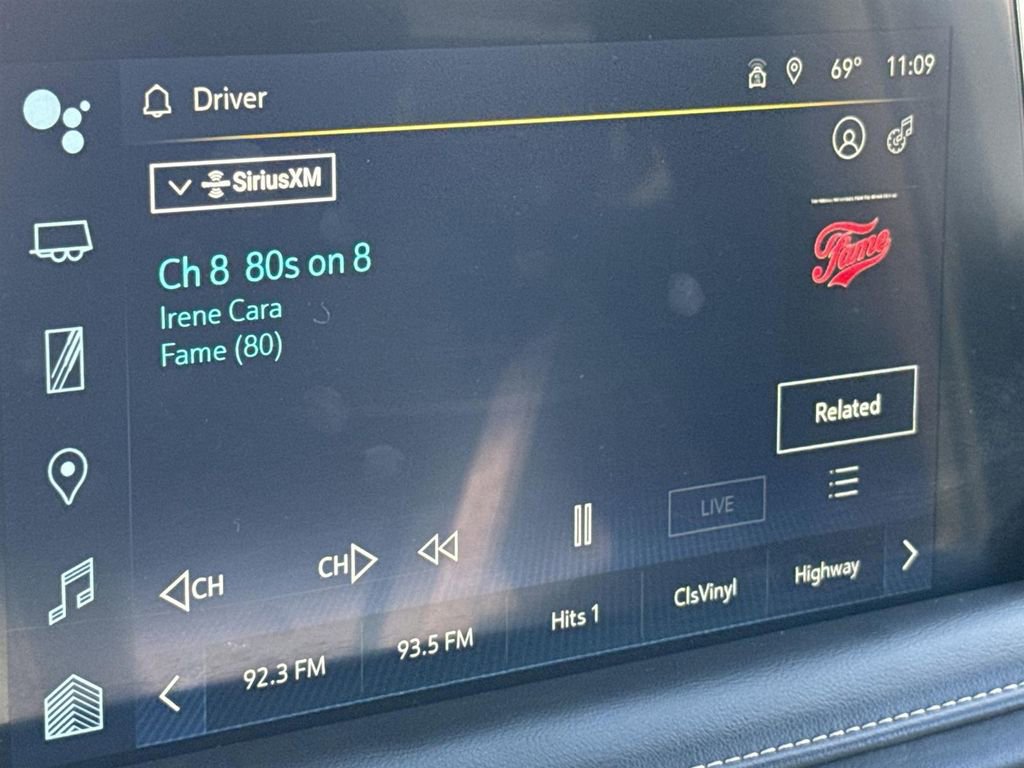 Driver
69° 11:09
SiriusXM
Ch 8 80s on 8
Irene Cara
Fame (80)
Fame
Related
LIVE
CH
CH
92.3 FM
93.5 FM
Hits 1
ClsVinyl
Highway